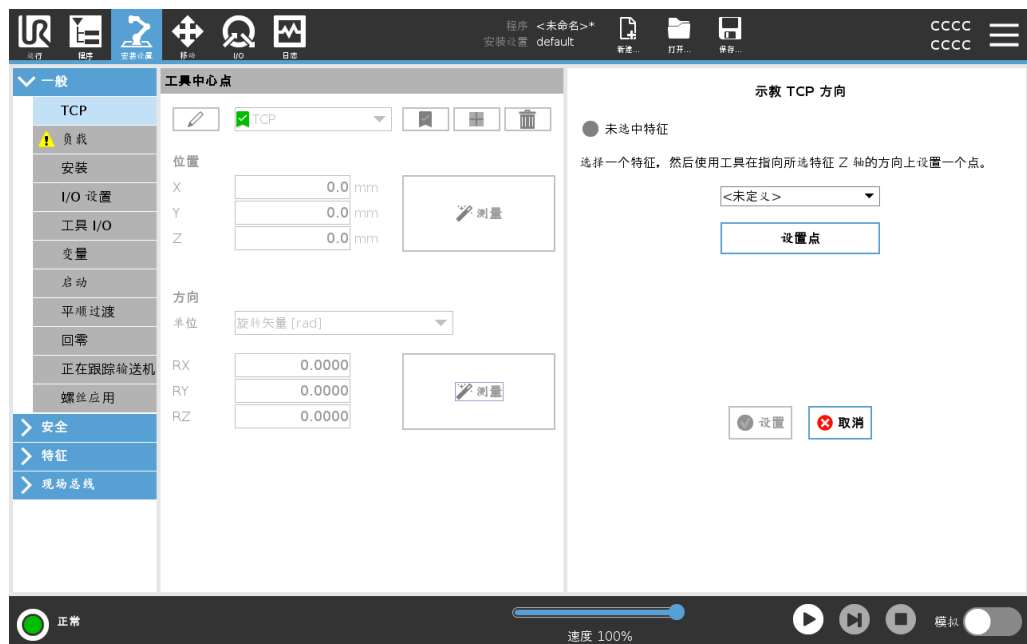 UR
运行
程序
安装设置
移动
I/O
日志
程序 <未命名>*
安装设置 default
新建...
打开...
保存...
CCCC
CCCC
一般
TCP
负载
安装
I/O 设置
工具 I/O
变量
启动
平顺过渡
回零
正在跟踪输送机
螺丝应用
安全
特征
现场总线
工具中心点
TCP
位置
X 0.0 mm
Y 0.0 mm
Z 0.0 mm
测量
方向
单位 旋转矢量 [rad]
RX 0.0000
RY 0.0000
RZ 0.0000
测量
示教 TCP 方向
未选中特征
选择一个特征，然后使用工具在指向所选特征 Z 轴的方向上设置一个点。
<未定义>
设置点
设置
取消
正常
速度 100%
模拟